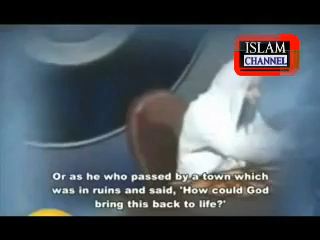 ISLAM
CHANNEL
Or as he who passed by a town which
was in ruins and said, 'How could God
bring this back to life?'